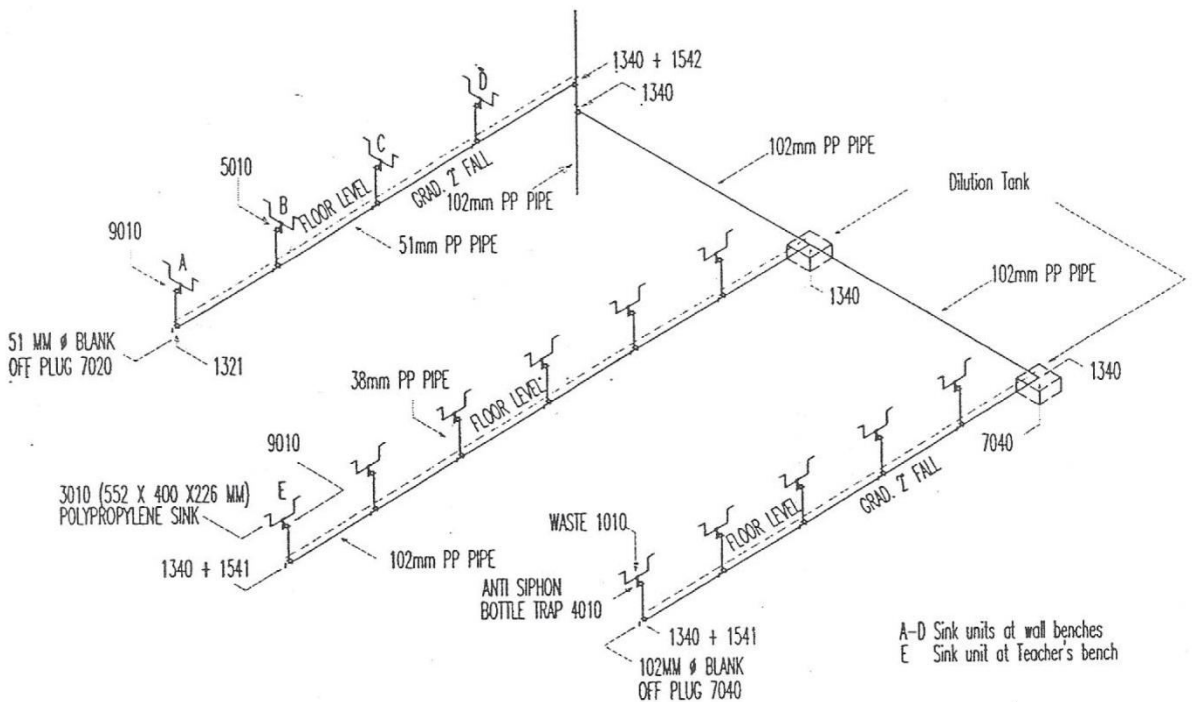 1340 + 1542
1340
D
C
5010
B
FLOOR LEVEL
GRAD. 'Z' FALL
102mm PP PIPE
102mm PP PIPE
Dilution Tank
9010
A
51mm PP PIPE
102mm PP PIPE
51 MM ø BLANK
OFF PLUG 7020
1321
1340
38mm PP PIPE
FLOOR LEVEL
1340
9010
7040
3010 (552 X 400 X226 MM)
POLYPROPYLENE SINK
E
GRAD. 'Z' FALL
FLOOR LEVEL
WASTE 1010
102mm PP PIPE
1340 + 1541
ANTI SIPHON
BOTTLE TRAP 4010
1340 + 1541
A-D Sink units at wall benches
E Sink unit at Teacher's bench
102MM ø BLANK
OFF PLUG 7040